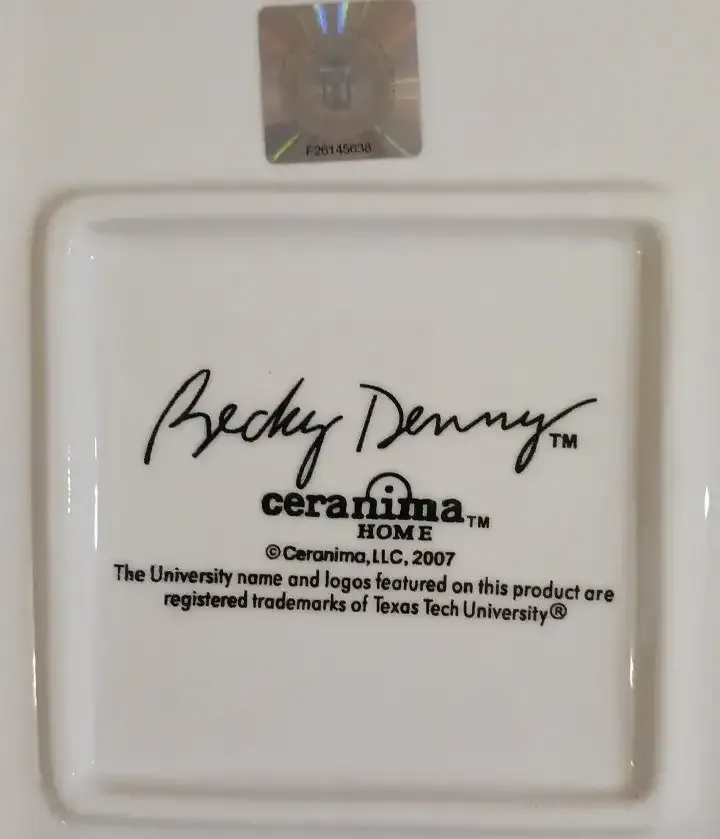 F26145638
Becky Denny™
ceranima™
HOME
©Ceranima,LLC, 2007
The University name and logos featured on this product are
registered trademarks of Texas Tech University®